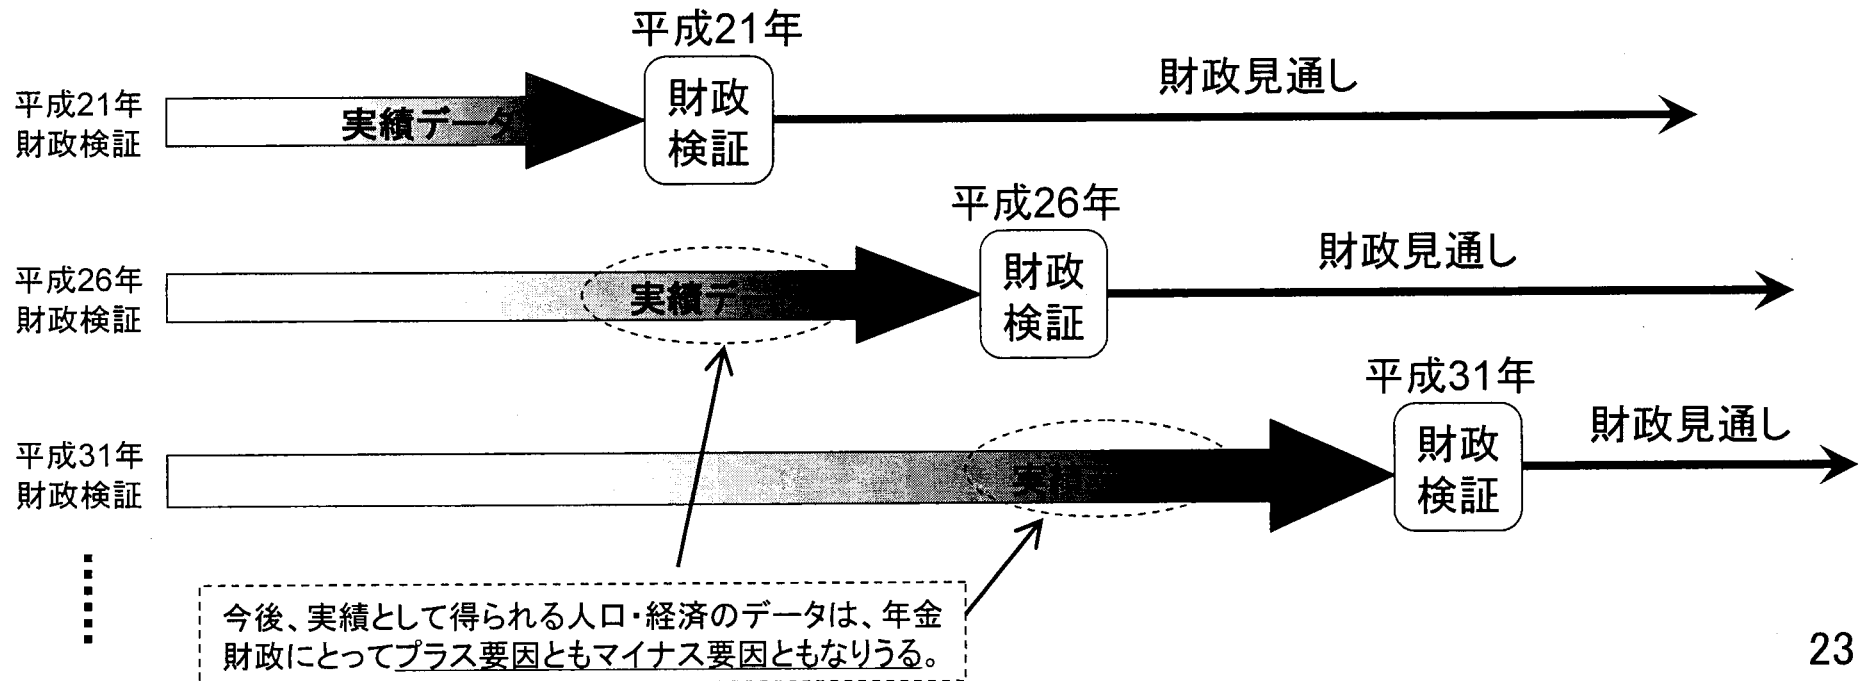 平成21年
財政検証
実績データ
平成21年
財政
検証
財政見通し
平成26年
財政検証
実績デ
平成26年
財政
検証
財政見通し
平成31年
財政検証
平成31年
財政
検証
財政見通し
今後、実績として得られる人口・経済のデータは、年金
財政にとってプラス要因ともマイナス要因ともなりうる。
23